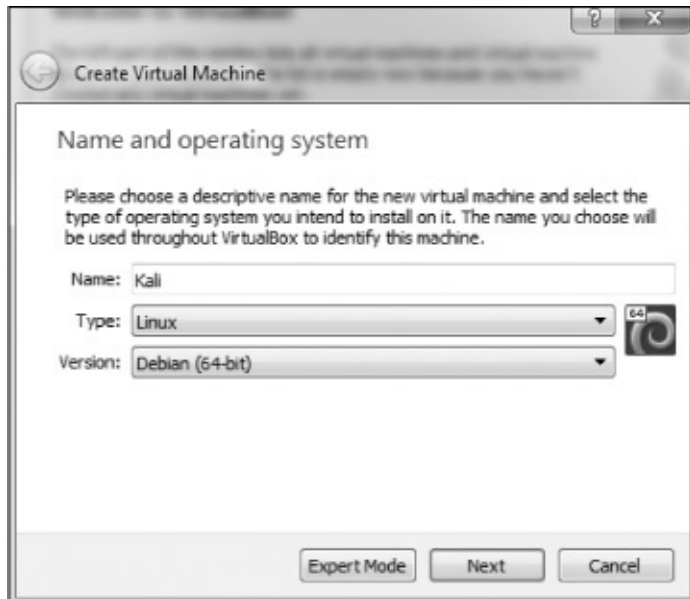 Create Virtual Machine
Name and operating system
Please choose a descriptive name for the new virtual machine and select the
type of operating system you intend to install on it. The name you choose will
be used throughout VirtualBox to identify this machine.
Name: Kali
Type: Linux
64
Version: Debian (64-bit)
Expert Mode Next Cancel